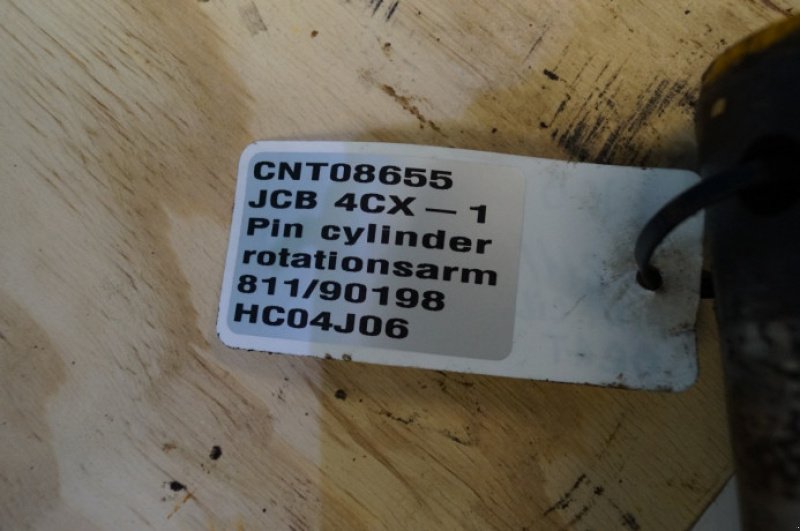 CNT08655
JCB 4CX – 1
Pin cylinder
rotationsarm
811/90198
HC04J06